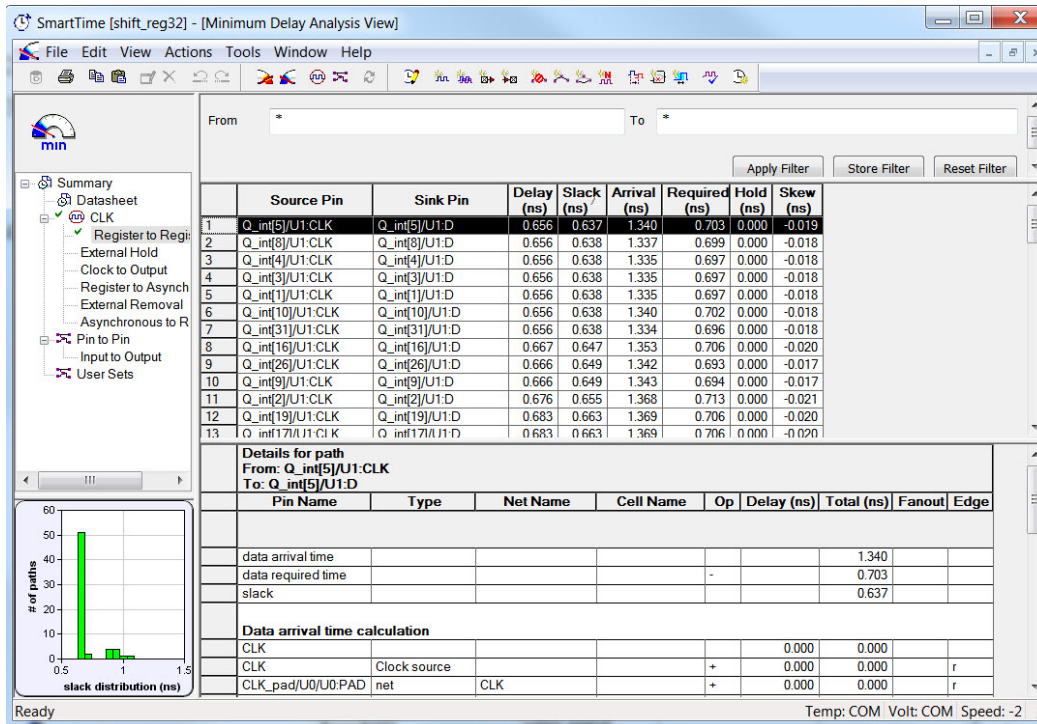 SmartTime [shift_reg32] - [Minimum Delay Analysis View]
File Edit View Actions Tools Window Help
min
From * To *
Apply Filter Store Filter Reset Filter
Summary
Datasheet
CLK
Register to Regi
External Hold
Clock to Output
Register to Asynch
External Removal
Asynchronous to R
Pin to Pin
Input to Output
User Sets
Source Pin Sink Pin Delay (ns) Slack (ns) Arrival (ns) Required (ns) Hold (ns) Skew (ns)
1 Q_int[5]/U1:CLK Q_int[5]/U1:D 0.656 0.637 1.340 0.703 0.000 -0.019
2 Q_int[8]/U1:CLK Q_int[8]/U1:D 0.656 0.638 1.337 0.699 0.000 -0.018
3 Q_int[4]/U1:CLK Q_int[4]/U1:D 0.656 0.638 1.335 0.697 0.000 -0.018
4 Q_int[3]/U1:CLK Q_int[3]/U1:D 0.656 0.638 1.335 0.697 0.000 -0.018
5 Q_int[1]/U1:CLK Q_int[1]/U1:D 0.656 0.638 1.335 0.697 0.000 -0.018
6 Q_int[10]/U1:CLK Q_int[10]/U1:D 0.656 0.638 1.340 0.702 0.000 -0.018
7 Q_int[31]/U1:CLK Q_int[31]/U1:D 0.656 0.638 1.334 0.696 0.000 -0.018
8 Q_int[16]/U1:CLK Q_int[16]/U1:D 0.667 0.647 1.353 0.706 0.000 -0.020
9 Q_int[26]/U1:CLK Q_int[26]/U1:D 0.666 0.649 1.342 0.693 0.000 -0.017
10 Q_int[9]/U1:CLK Q_int[9]/U1:D 0.666 0.649 1.343 0.694 0.000 -0.017
11 Q_int[2]/U1:CLK Q_int[2]/U1:D 0.676 0.655 1.368 0.713 0.000 -0.021
12 Q_int[19]/U1:CLK Q_int[19]/U1:D 0.683 0.663 1.369 0.706 0.000 -0.020
13 Q_int[17]/U1:CLK Q_int[17]/U1:D 0.683 0.663 1.369 0.706 0.000 -0.020
Details for path
From: Q_int[5]/U1:CLK
To: Q_int[5]/U1:D
Pin Name Type Net Name Cell Name Op Delay (ns) Total (ns) Fanout Edge
data arrival time 1.340
data required time - 0.703
slack 0.637
Data arrival time calculation
CLK 0.000 0.000
CLK Clock source + 0.000 0.000 r
CLK_pad/U0/U0:PAD net CLK + 0.000 0.000 r
# of paths
60
50
40
30
20
10
0
0.5 1 1.5
slack distribution (ns)
Ready Temp: COM Volt: COM Speed: -2